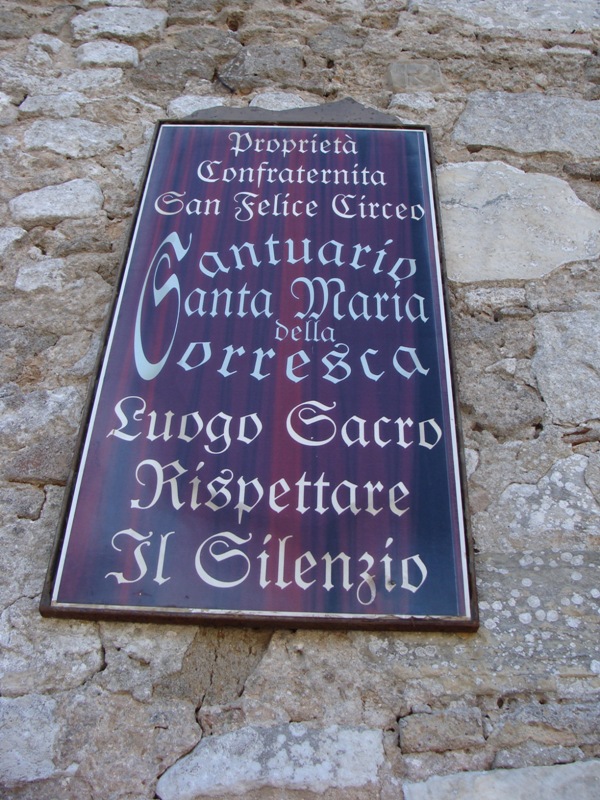 Proprietà
Confraternita
San Felice Circeo
Santuario
Santa Maria
della
Sorresca
Luogo Sacro
Rispettare
Il Silenzio